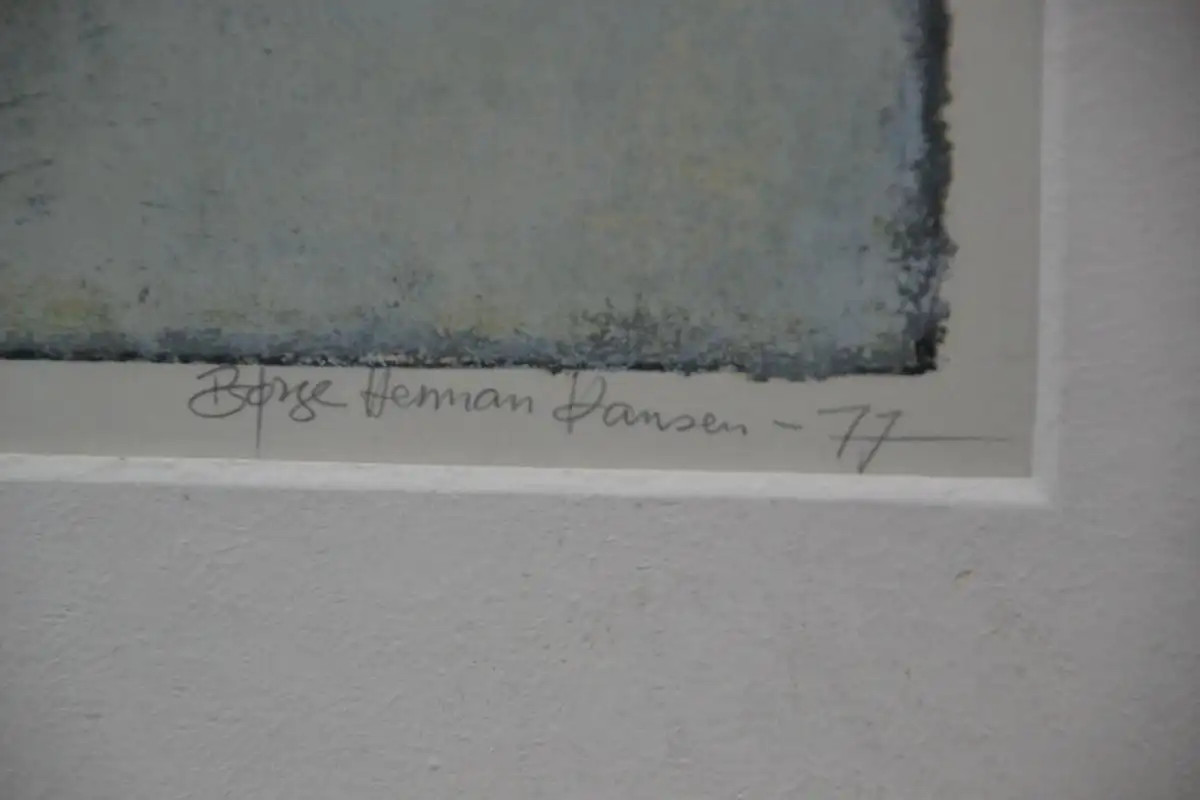 Børge Herman Hansen - 77